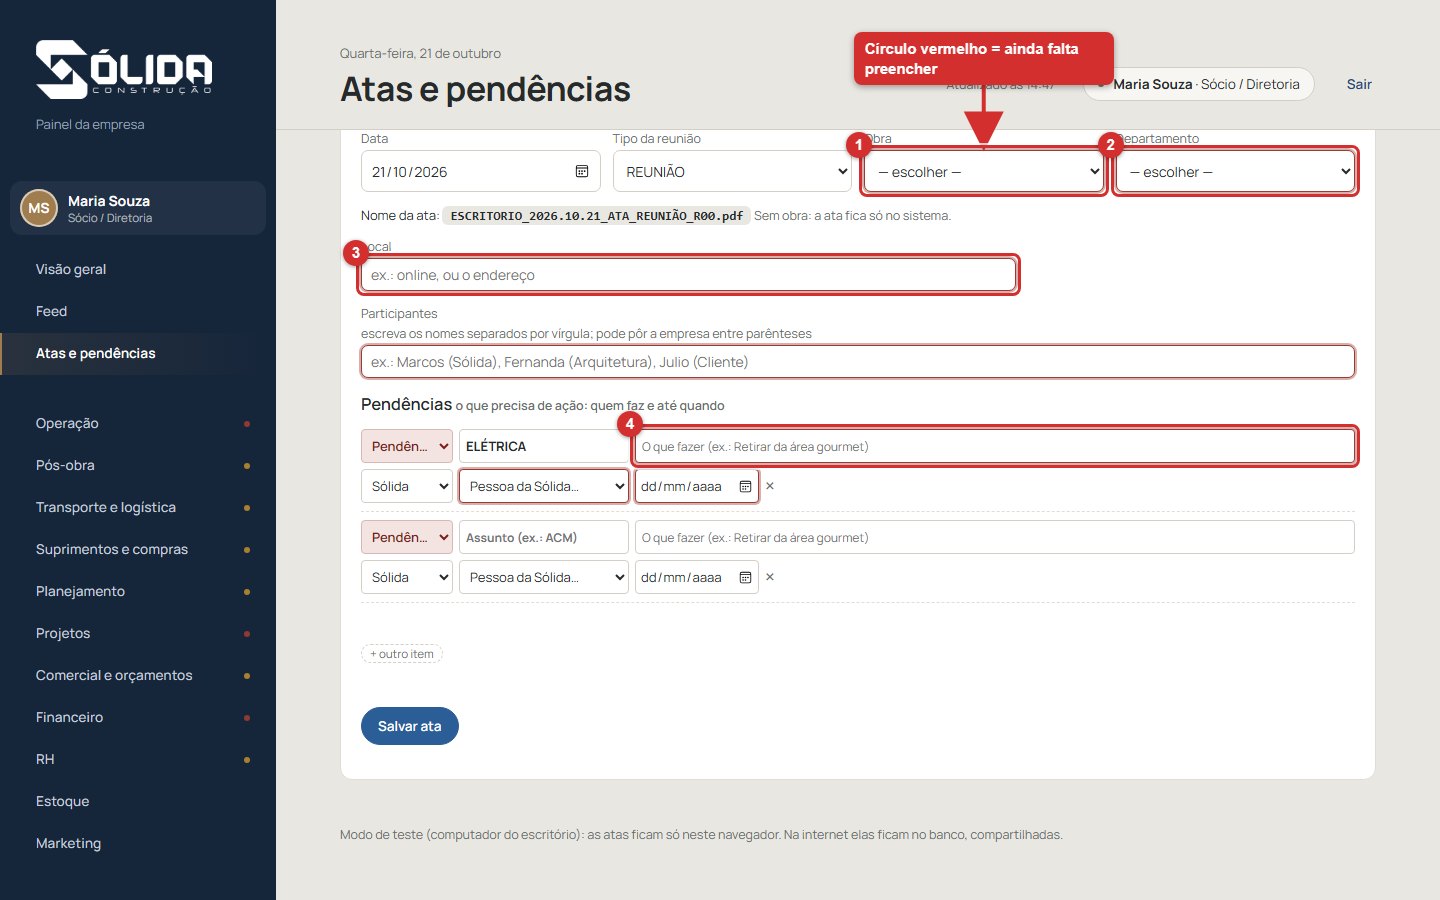 SÓLIDA
CONSTRUÇÃO
Painel da empresa
MS
Maria Souza
Sócio / Diretoria
Visão geral
Feed
Atas e pendências
Operação
Pós-obra
Transporte e logística
Suprimentos e compras
Planejamento
Projetos
Comercial e orçamentos
Financeiro
RH
Estoque
Marketing
Quarta-feira, 21 de outubro
Atas e pendências
Círculo vermelho = ainda falta
preencher
Maria Souza · Sócio / Diretoria
Sair
Data
Tipo da reunião
1
2
21/10/2026
REUNIÃO
— escolher —
— escolher —
Nome da ata: ESCRITORIO_2026.10.21_ATA_REUNIÃO_R00.pdf Sem obra: a ata fica só no sistema.
3
ex.: online, ou o endereço
Participantes
escreva os nomes separados por vírgula; pode pôr a empresa entre parênteses
ex.: Marcos (Sólida), Fernanda (Arquitetura), Julio (Cliente)
Pendências o que precisa de ação: quem faz e até quando
4
Pendên... ELÉTRICA O que fazer (ex.: Retirar da área gourmet)
Sólida Pessoa da Sólida... dd/mm/aaaa ×
Pendên... Assunto (ex.: ACM) O que fazer (ex.: Retirar da área gourmet)
Sólida Pessoa da Sólida... dd/mm/aaaa ×
+ outro item
Salvar ata
Modo de teste (computador do escritório): as atas ficam só neste navegador. Na internet elas ficam no banco, compartilhadas.